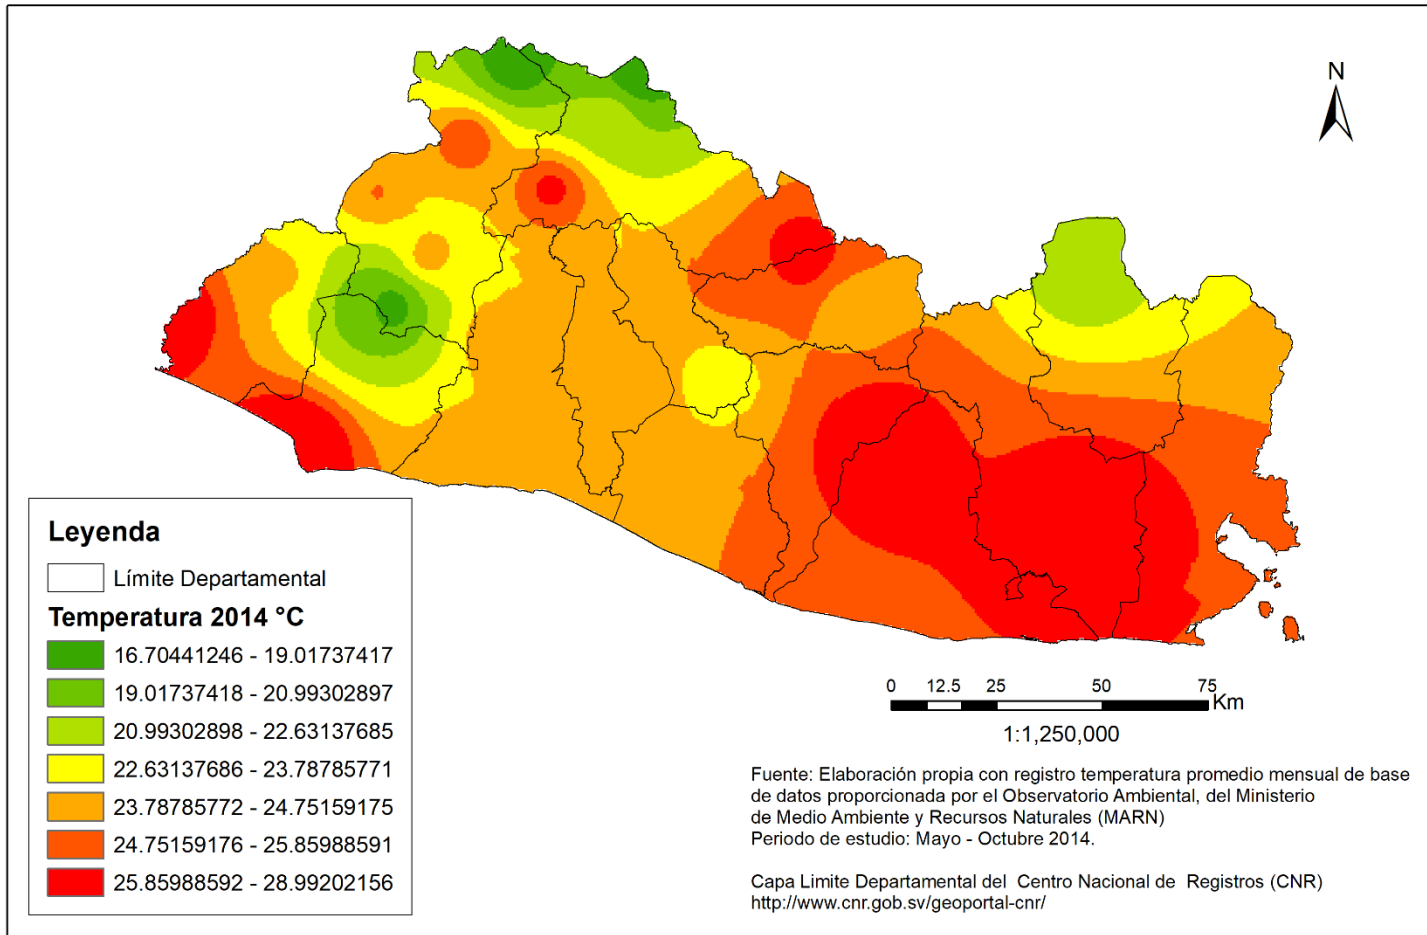 N
Leyenda
Límite Departamental
Temperatura 2014 °C
16.70441246 - 19.01737417
19.01737418 - 20.99302897
20.99302898 - 22.63137685
22.63137686 - 23.78785771
23.78785772 - 24.75159175
24.75159176 - 25.85988591
25.85988592 - 28.99202156
0 12.5 25 50 75
Km
1:1,250,000
Fuente: Elaboración propia con registro temperatura promedio mensual de base
de datos proporcionada por el Observatorio Ambiental, del Ministerio
de Medio Ambiente y Recursos Naturales (MARN)
Periodo de estudio: Mayo - Octubre 2014.
Capa Limite Departamental del Centro Nacional de Registros (CNR)
http://www.cnr.gob.sv/geoportal-cnr/